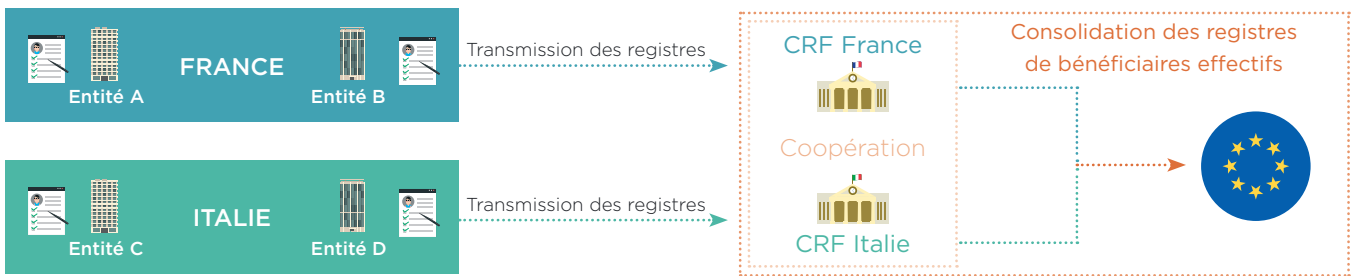 FRANCE
Entité A
Entité B
Transmission des registres
ITALIE
Entité C
Entité D
Transmission des registres
CRF France
Coopération
CRF Italie
Consolidation des registres
de bénéficiaires effectifs